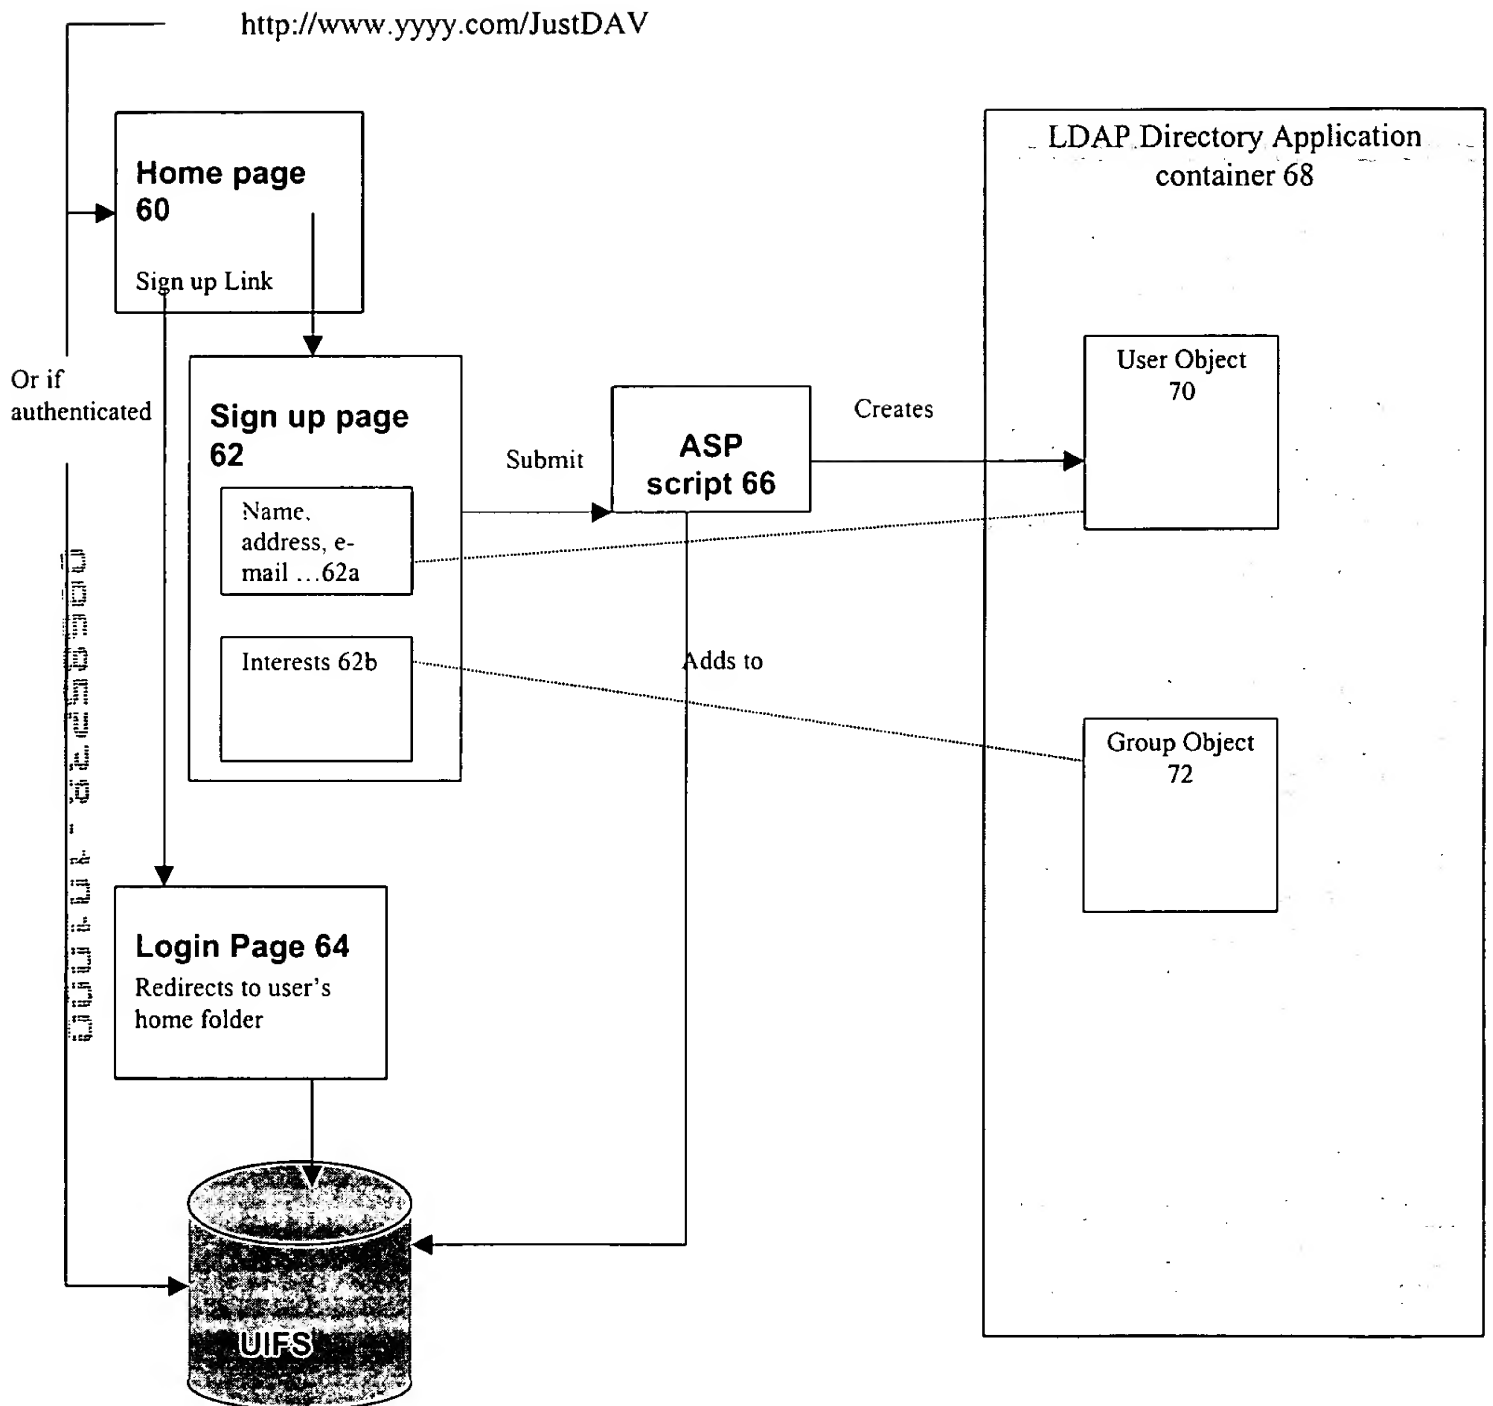 http://www.yyyy.com/JustDAV
Home page
60
Sign up Link
LDAP Directory Application
container 68
Or if
authenticated
Sign up page
62
Name,
address, e-
mail ...62a
Interests 62b
Submit
ASP
script 66
Creates
User Object
70
Adds to
Group Object
72
Login Page 64
Redirects to user's
home folder
UIFS